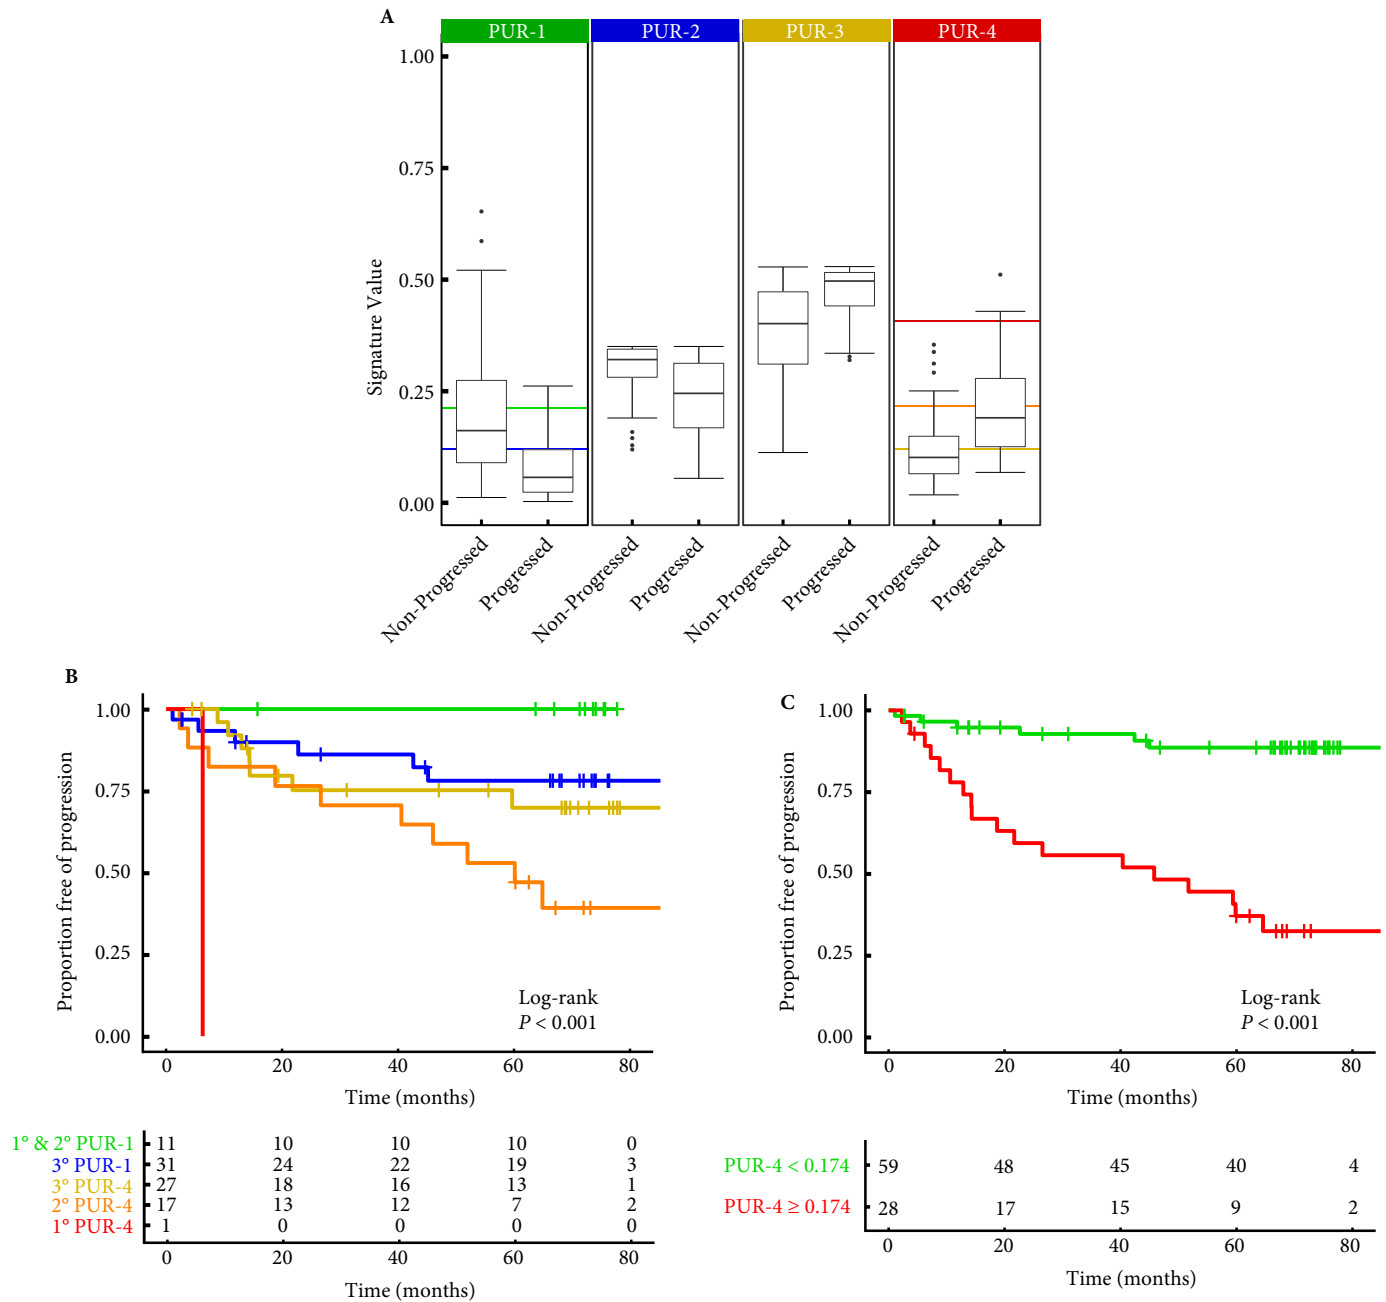 A
PUR-1 PUR-2 PUR-3 PUR-4
1.00
0.75
0.50
0.25
0.00
Signature Value
Non-Progressed Progressed Non-Progressed Progressed Non-Progressed Progressed Non-Progressed Progressed
B
1.00
0.75
0.50
0.25
0.00
Proportion free of progression
Log-rank
P < 0.001
0 20 40 60 80
Time (months)
1° & 2° PUR-1 11 10 10 10 0
3° PUR-1 31 24 22 19 3
3° PUR-4 27 18 16 13 1
2° PUR-4 17 13 12 7 2
1° PUR-4 1 0 0 0 0
0 20 40 60 80
Time (months)
C
1.00
0.75
0.50
0.25
0.00
Proportion free of progression
Log-rank
P < 0.001
0 20 40 60 80
Time (months)
PUR-4 < 0.174 59 48 45 40 4
PUR-4 ≥ 0.174 28 17 15 9 2
0 20 40 60 80
Time (months)